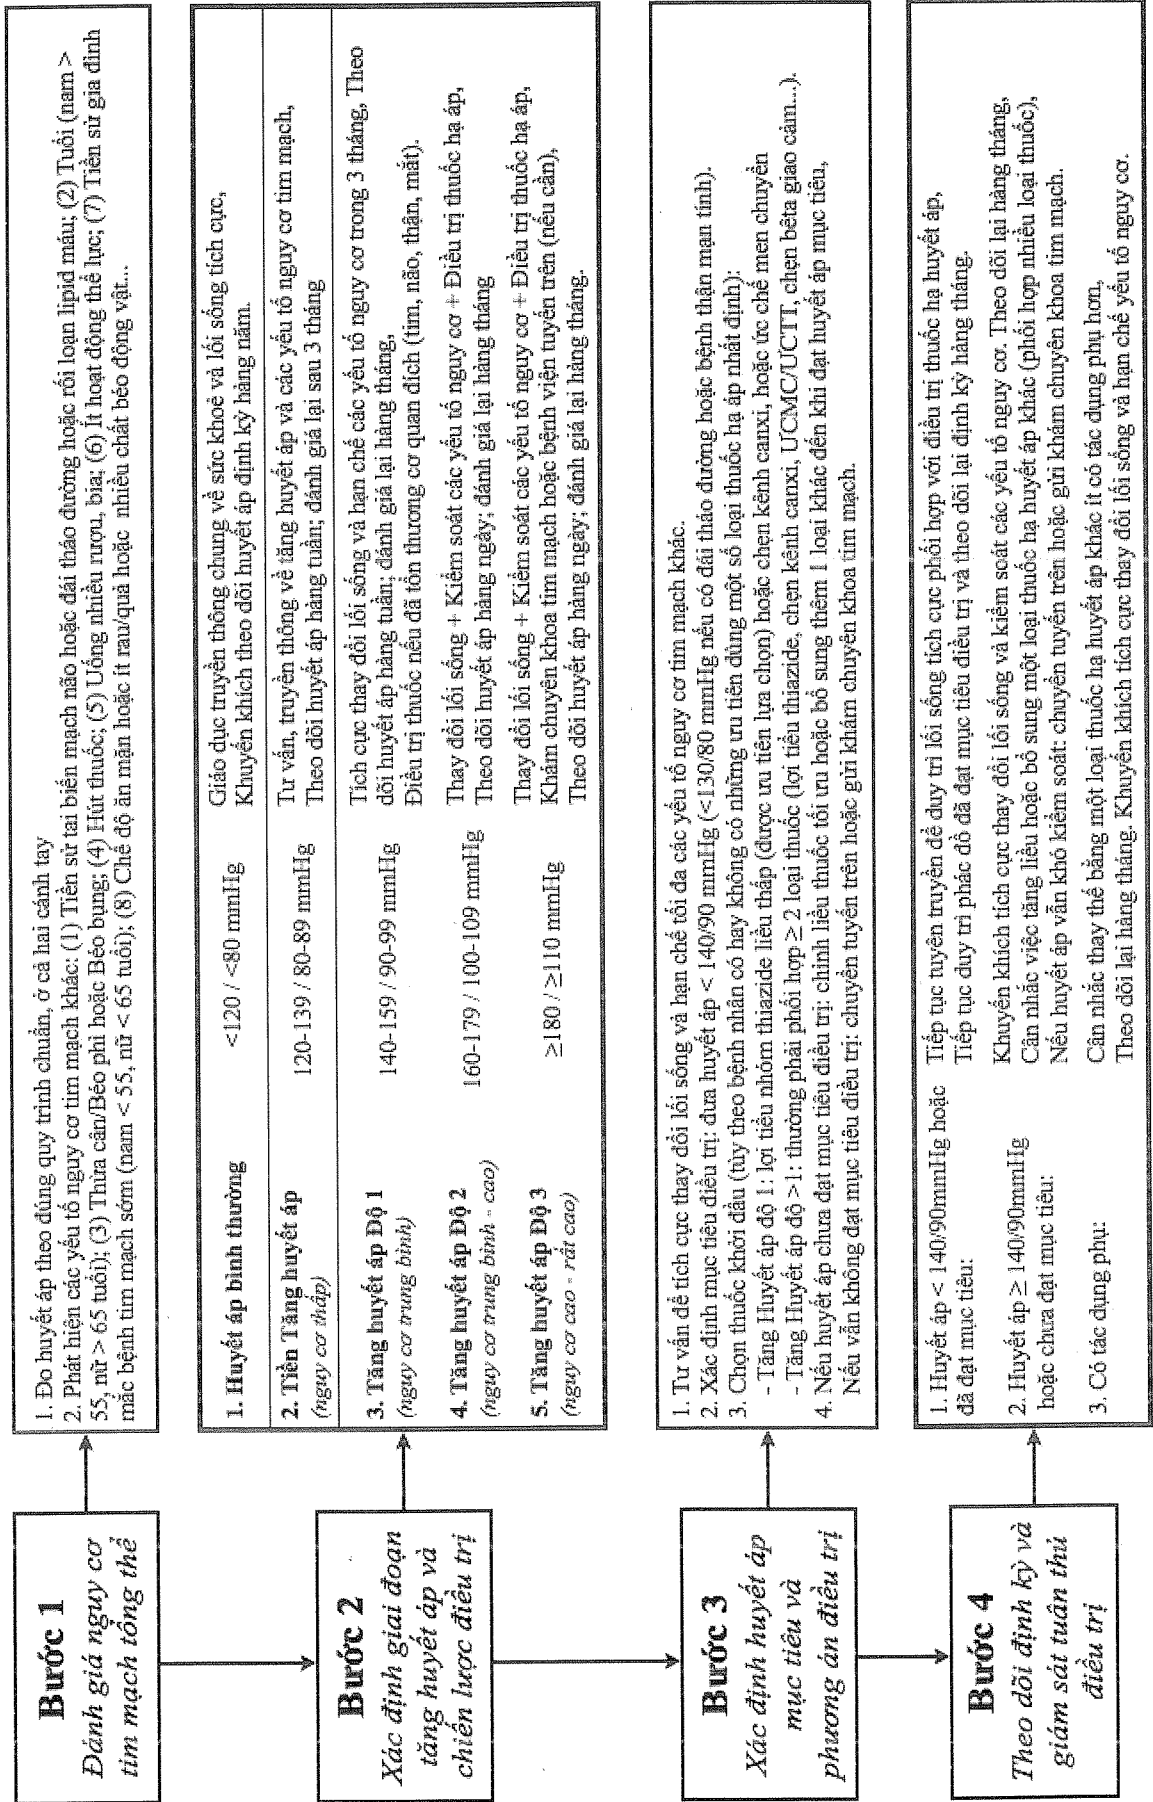 Bước 1
Đánh giá nguy cơ
tim mạch tổng thể
1. Đo huyết áp theo đúng quy trình chuẩn, ở cả hai cánh tay
2. Phát hiện các yếu tố nguy cơ tim mạch khác: (1) Tiền sử tai biến mạch não hoặc đái tháo đường hoặc rối loạn lipid máu; (2) Tuổi (nam >
55, nữ > 65 tuổi); (3) Thừa cân/Béo phì hoặc Béo bụng; (4) Hút thuốc; (5) Uống nhiều rượu, bia; (6) Ít hoạt động thể lực; (7) Tiền sử gia đình
mắc bệnh tim mạch sớm (nam < 55, nữ < 65 tuổi); (8) Chế độ ăn mặn hoặc ít rau/quả hoặc nhiều chất béo động vật...
Bước 2
Xác định giai đoạn
tăng huyết áp và
chiến lược điều trị
1. Huyết áp bình thường <120 / <80 mmHg Giáo dục truyền thông chung về sức khoẻ và lối sống tích cực,
Khuyến khích theo dõi huyết áp định kỳ hàng năm.
2. Tiền Tăng huyết áp 120-139 / 80-89 mmHg Tư vấn, truyền thông về tăng huyết áp và các yếu tố nguy cơ tim mạch,
(nguy cơ thấp) Theo dõi huyết áp hàng tuần; đánh giá lại sau 3 tháng
3. Tăng huyết áp Độ 1 140-159 / 90-99 mmHg Tích cực thay đổi lối sống và hạn chế các yếu tố nguy cơ trong 3 tháng, Theo
(nguy cơ trung bình) dõi huyết áp hàng tuần; đánh giá lại hàng tháng,
Điều trị thuốc nếu đã tổn thương cơ quan đích (tim, não, thận, mắt).
4. Tăng huyết áp Độ 2 160-179 / 100-109 mmHg Thay đổi lối sống + Kiểm soát các yếu tố nguy cơ + Điều trị thuốc hạ áp,
(nguy cơ trung bình - cao) Theo dõi huyết áp hàng ngày; đánh giá lại hàng tháng
5. Tăng huyết áp Độ 3 ≥180 / ≥110 mmHg Thay đổi lối sống + Kiểm soát các yếu tố nguy cơ + Điều trị thuốc hạ áp,
(nguy cơ cao - rất cao) Khám chuyên khoa tim mạch hoặc bệnh viện tuyến trên (nếu cần),
Theo dõi huyết áp hàng ngày; đánh giá lại hàng tháng.
Bước 3
Xác định huyết áp
mục tiêu và
phương án điều trị
1. Tư vấn để tích cực thay đổi lối sống và hạn chế tối đa các yếu tố nguy cơ tim mạch khác.
2. Xác định mục tiêu điều trị: đưa huyết áp < 140/90 mmHg (<130/80 mmHg nếu có đái tháo đường hoặc bệnh thận mạn tính).
3. Chọn thuốc khởi đầu (tùy theo bệnh nhân có hay không có những ưu tiên dùng một số loại thuốc hạ áp nhất định):
- Tăng Huyết áp độ 1: lợi tiểu nhóm thiazide liều thấp (được ưu tiên lựa chọn) hoặc chẹn kênh canxi, hoặc ức chế men chuyển
- Tăng Huyết áp độ >1: thường phải phối hợp ≥ 2 loại thuốc (lợi tiểu thiazide, chẹn kênh canxi, ƯCMC/ƯCTT, chẹn bêta giao cảm...).
4. Nếu huyết áp chưa đạt mục tiêu điều trị: chỉnh liều thuốc tối ưu hoặc bổ sung thêm 1 loại khác đến khi đạt huyết áp mục tiêu,
Nếu vẫn không đạt mục tiêu điều trị: chuyển tuyến trên hoặc gửi khám chuyên khoa tim mạch.
Bước 4
Theo dõi định kỳ và
giám sát tuân thủ
điều trị
1. Huyết áp < 140/90mmHg hoặc Tiếp tục tuyên truyền để duy trì lối sống tích cực phối hợp với điều trị thuốc hạ huyết áp,
đã đạt mục tiêu: Tiếp tục duy trì phác đồ đã đạt mục tiêu điều trị và theo dõi lại định kỳ hàng tháng.
2. Huyết áp ≥ 140/90mmHg Khuyến khích tích cực thay đổi lối sống và kiểm soát các yếu tố nguy cơ. Theo dõi lại hàng tháng,
hoặc chưa đạt mục tiêu: Cân nhắc việc tăng liều hoặc bổ sung một loại thuốc hạ huyết áp khác (phối hợp nhiều loại thuốc),
Nếu huyết áp vẫn khó kiểm soát: chuyển tuyến trên hoặc gửi khám chuyên khoa tim mạch.
3. Có tác dụng phụ: Cân nhắc thay thế bằng một loại thuốc hạ huyết áp khác ít có tác dụng phụ hơn,
Theo dõi lại hàng tháng. Khuyến khích tích cực thay đổi lối sống và hạn chế yếu tố nguy cơ.